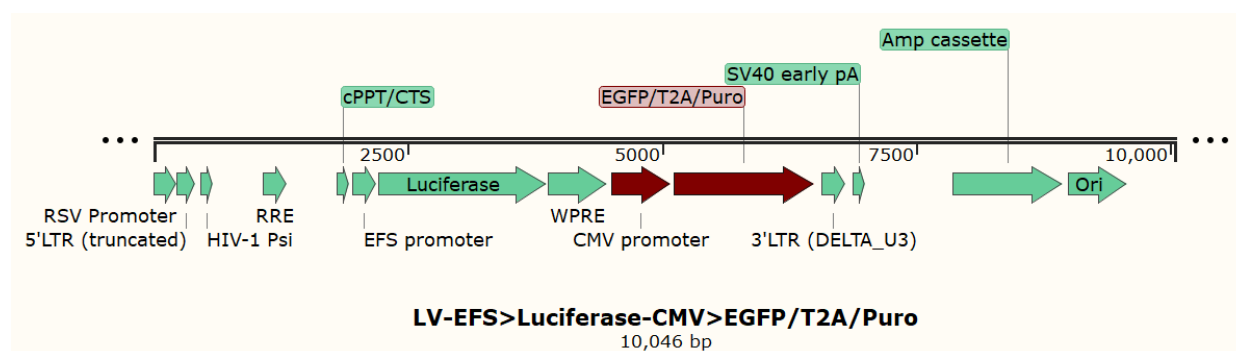 Amp cassette
SV40 early pA
cPPT/CTS
EGFP/T2A/Puro
2500
5000
7500
10,000
Luciferase
Ori
RSV Promoter
RRE
WPRE
5'LTR (truncated)
HIV-1 Psi
EFS promoter
CMV promoter
3'LTR (DELTA_U3)
LV-EFS>Luciferase-CMV>EGFP/T2A/Puro
10,046 bp